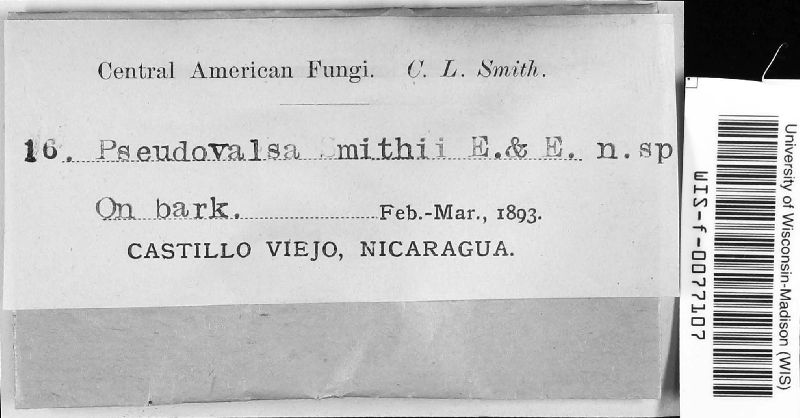 Central American Fungi. C. L. Smith.
16. Pseudovalsa Smithii E.& E. n.sp
On bark. Feb.-Mar., 1893.
CASTILLO VIEJO, NICARAGUA.
University of Wisconsin-Madison (WIS)
WIS-f-0077107